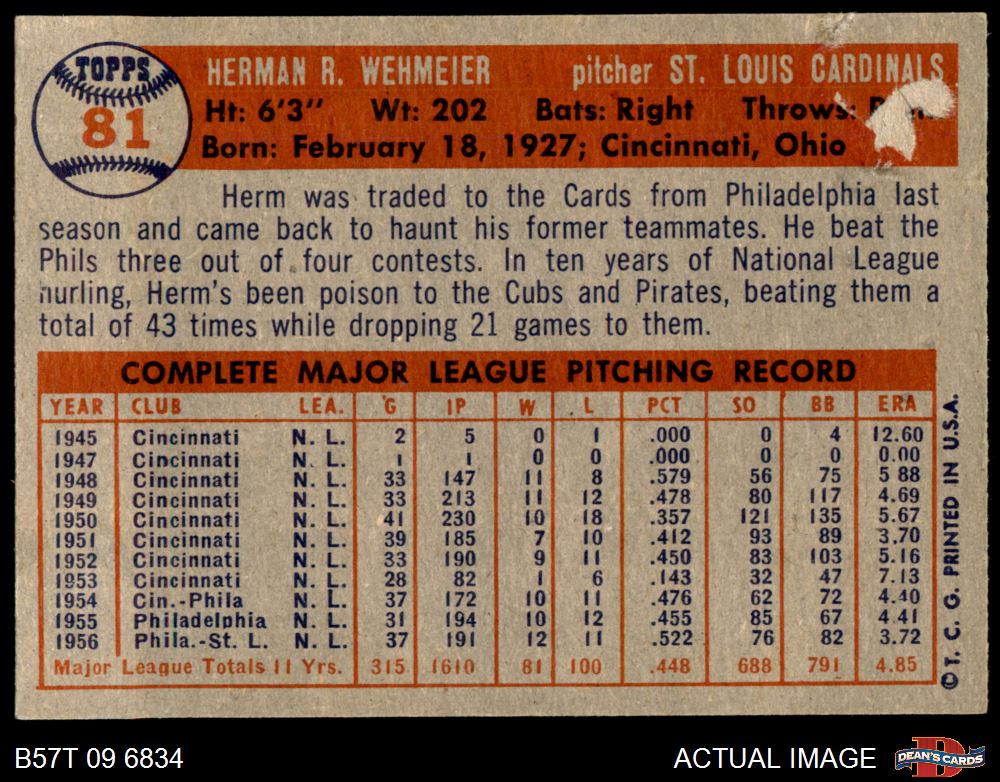 TOPPS
81
HERMAN R. WEHMEIER pitcher ST. LOUIS CARDINALS
Ht: 6'3" Wt: 202 Bats: Right Throws:
Born: February 18, 1927; Cincinnati, Ohio
Herm was traded to the Cards from Philadelphia last
season and came back to haunt his former teammates. He beat the
Phils three out of four contests. In ten years of National League
hurling, Herm's been poison to the Cubs and Pirates, beating them a
total of 43 times while dropping 21 games to them.
COMPLETE MAJOR LEAGUE PITCHING RECORD
YEAR CLUB LEA. G IP W L PCT SO BB ERA
1945 Cincinnati N. L. 2 5 0 1 .000 0 4 12.60
1947 Cincinnati N. L. 1 1 0 0 .000 0 0 0.00
1948 Cincinnati N. L. 33 147 11 8 .579 56 75 5 88
1949 Cincinnati N. L. 33 213 11 12 .478 80 117 4.69
1950 Cincinnati N. L. 41 230 10 18 .357 121 135 5.67
1951 Cincinnati N. L. 39 185 7 10 .412 93 89 3.70
1952 Cincinnati N. L. 33 190 9 11 .450 83 103 5.16
1953 Cincinnati N. L. 28 82 1 6 .143 32 47 7.13
1954 Cin.-Phila N. L. 37 172 10 11 .476 62 72 4.40
1955 Philadelphia N. L. 31 194 10 12 .455 85 67 4.41
1956 Phila.-St. L. N. L. 37 191 12 11 .522 76 82 3.72
Major League Totals 11 Yrs. 315 1610 81 100 .448 688 791 4.85
© T. C. G. PRINTED IN U.S.A.
B57T 09 6834 ACTUAL IMAGE
DEAN'S CARDS